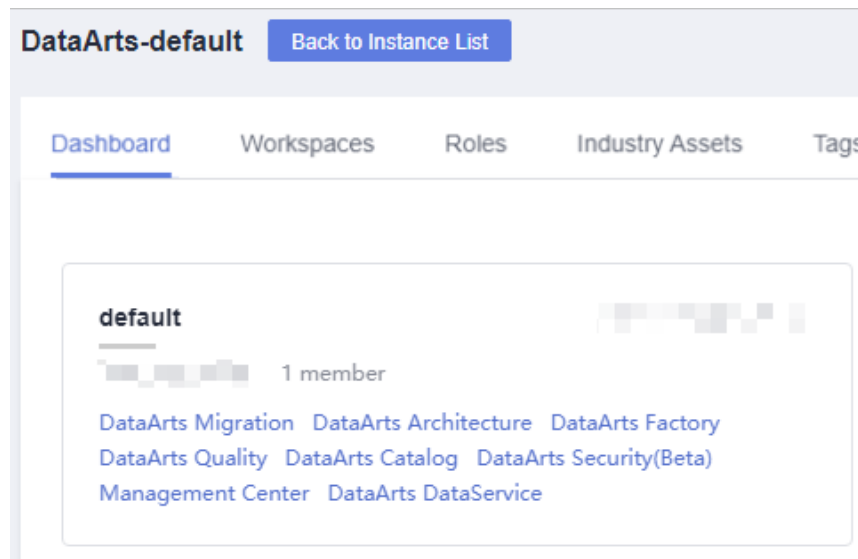 DataArts-default Back to Instance List
Dashboard Workspaces Roles Industry Assets Tags
default
1 member
DataArts Migration DataArts Architecture DataArts Factory
DataArts Quality DataArts Catalog DataArts Security(Beta)
Management Center DataArts DataService